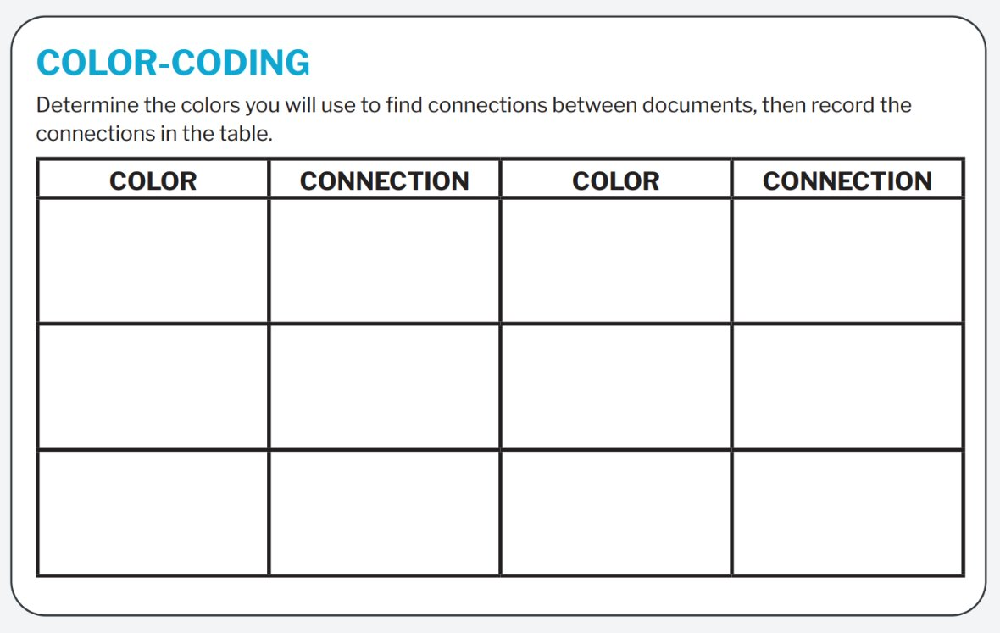 COLOR-CODING
Determine the colors you will use to find connections between documents, then record the
connections in the table.
COLOR CONNECTION COLOR CONNECTION